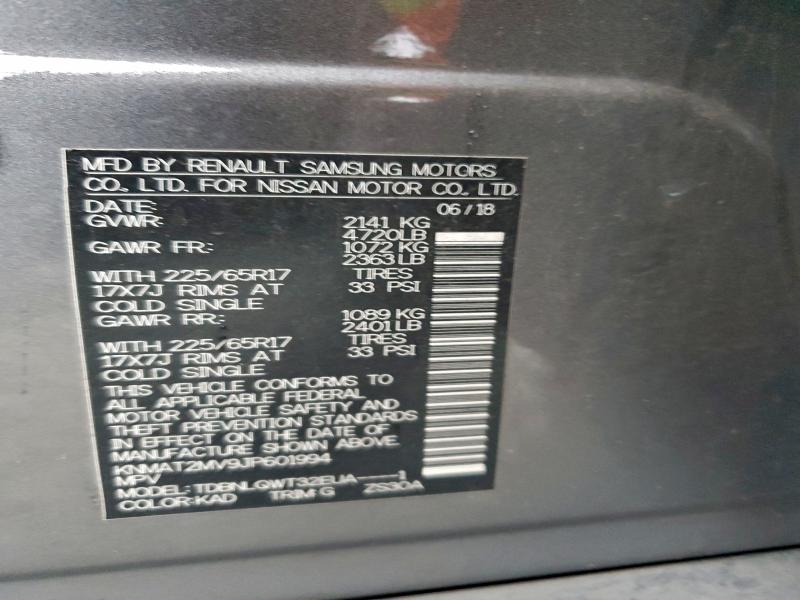 MFD BY RENAULT SAMSUNG MOTORS
CO., LTD. FOR NISSAN MOTOR CO., LTD.
DATE: 06/18
GVWR: 2141 KG
4720LB
GAWR FR: 1072 KG
2363LB
WITH 225/65R17 TIRES
17X7J RIMS AT 33 PSI
COLD SINGLE
GAWR RR: 1089 KG
2401LB
WITH 225/65R17 TIRES
17X7J RIMS AT 33 PSI
COLD SINGLE
THIS VEHICLE CONFORMS TO
ALL APPLICABLE FEDERAL
MOTOR VEHICLE SAFETY AND
THEFT PREVENTION STANDARDS
IN EFFECT ON THE DATE OF
MANUFACTURE SHOWN ABOVE.
KNMAT2MV9JP601994
MPV
MODEL: TDBNLQWT32EUA-----1
COLOR:KAD TRIM:G ZS30A